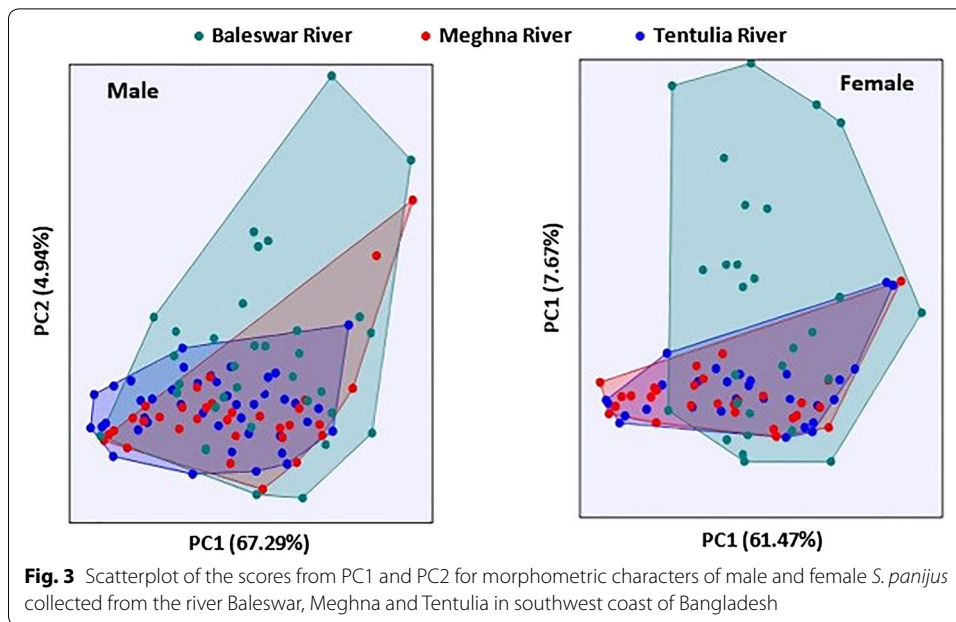 Baleswar River Meghna River Tentulia River
Male
Female
PC2 (4.94%)
PC1 (7.67%)
PC1 (67.29%)
PC1 (61.47%)
Fig. 3 Scatterplot of the scores from PC1 and PC2 for morphometric characters of male and female S. panijus
collected from the river Baleswar, Meghna and Tentulia in southwest coast of Bangladesh